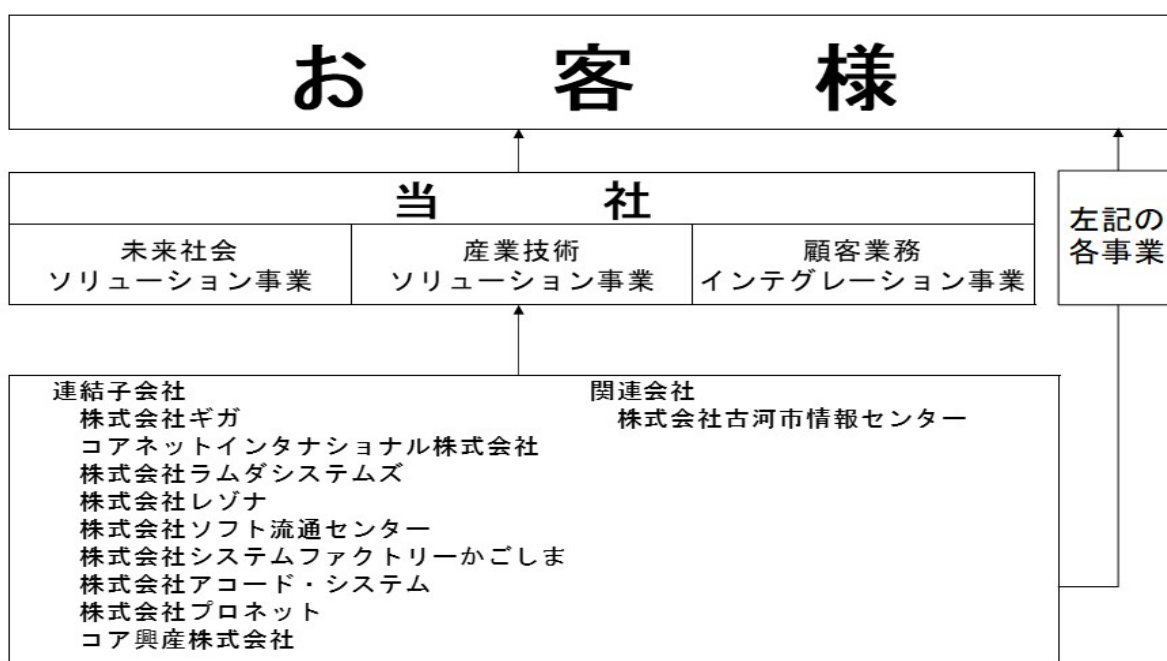 お客様
当社
左記の
各事業
未来社会
ソリューション事業
産業技術
ソリューション事業
顧客業務
インテグレーション事業
連結子会社
株式会社ギガ
コアネットインタナショナル株式会社
株式会社ラムダシステムズ
株式会社レゾナ
株式会社ソフト流通センター
株式会社システムファクトリーかごしま
株式会社アコード・システム
株式会社プロネット
コア興産株式会社
関連会社
株式会社古河市情報センター